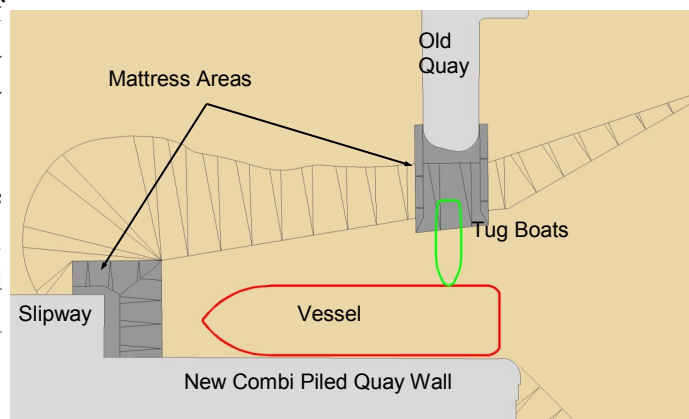 Old
Quay
Mattress Areas
Tug Boats
Slipway
Vessel
New Combi Piled Quay Wall